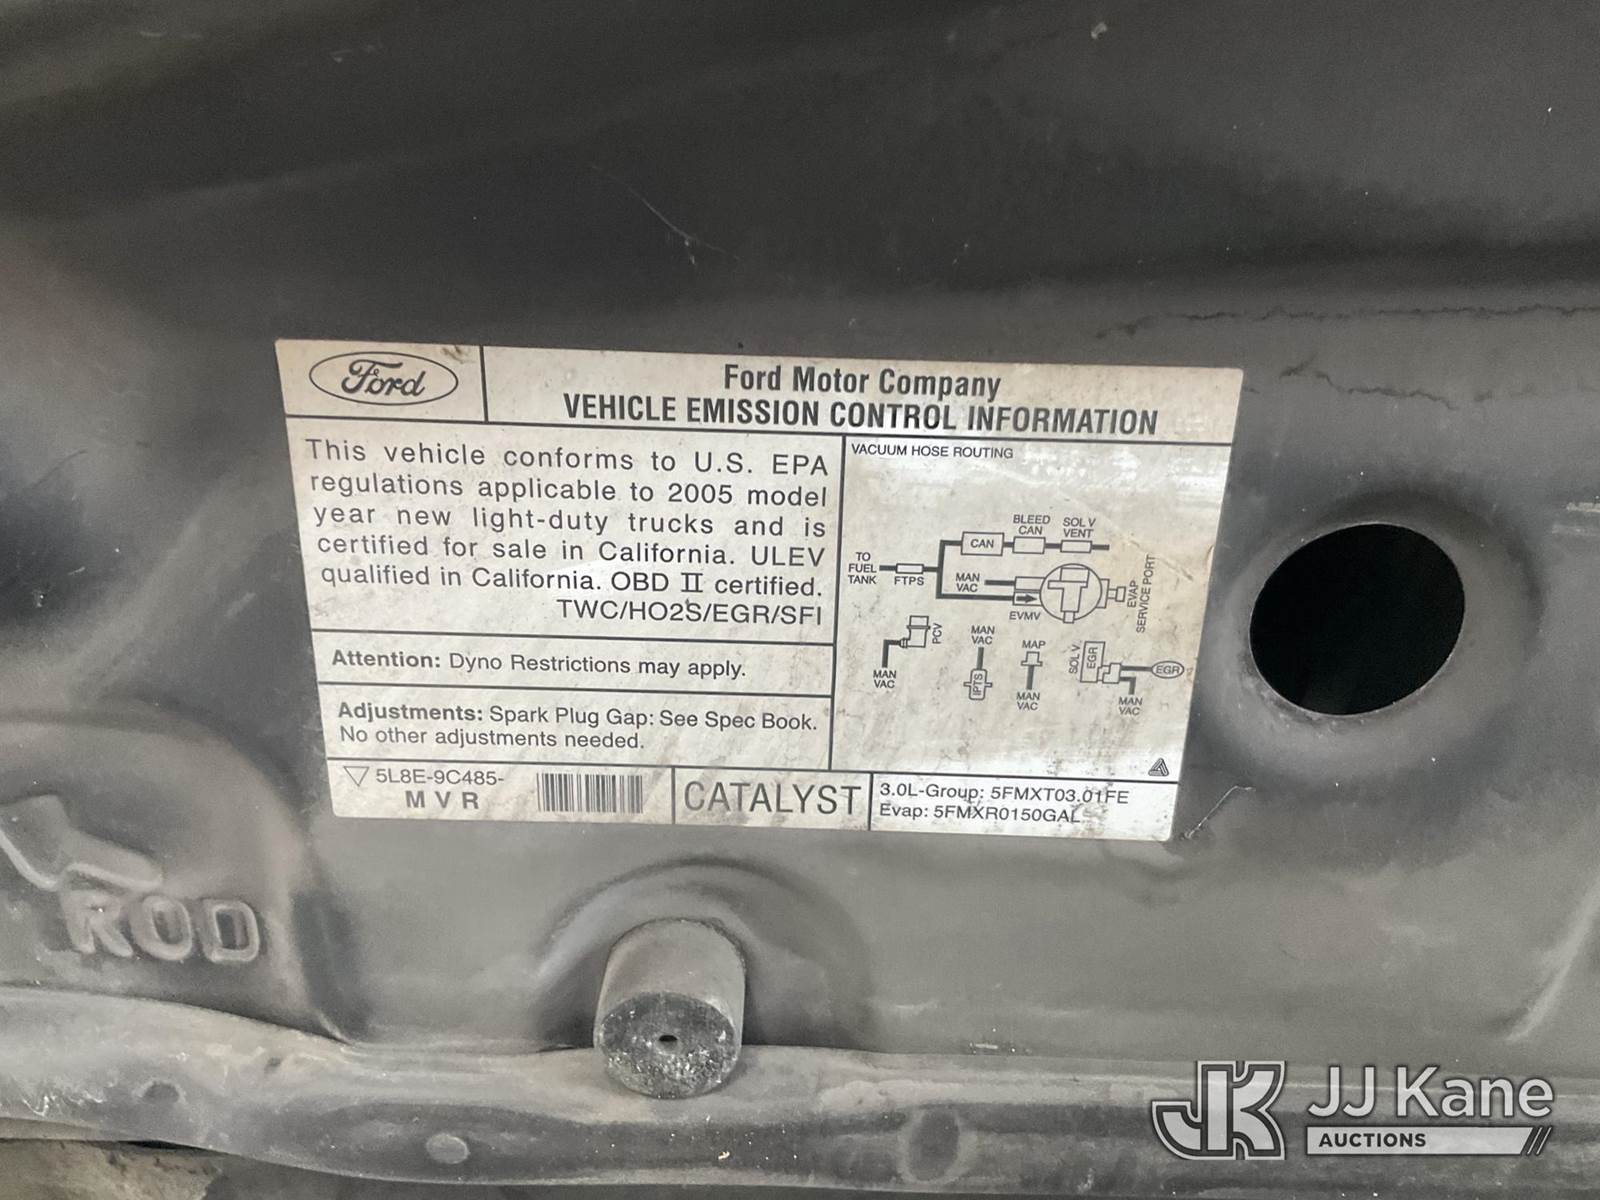 Ford
Ford Motor Company
VEHICLE EMISSION CONTROL INFORMATION
This vehicle conforms to U.S. EPA
regulations applicable to 2005 model
year new light-duty trucks and is
certified for sale in California. ULEV
qualified in California. OBD II certified.
TWC/HO2S/EGR/SFI
Attention: Dyno Restrictions may apply.
Adjustments: Spark Plug Gap: See Spec Book.
No other adjustments needed.
5L8E-9C485-
M V R
CATALYST
3.0L-Group: 5FMXT03.01FE
Evap: 5FMXR0150GAL
VACUUM HOSE ROUTING
TO
FUEL
TANK
FTPS
CAN
BLEED
CAN
SOL V
VENT
MAN
VAC
EVMV
EVAP
SERVICE PORT
PCV
MAN
VAC
MAN
VAC
IPTS
MAP
MAN
VAC
SOL V
EGR
EGR
MAN
VAC
ROD
JK
JJ Kane
AUCTIONS